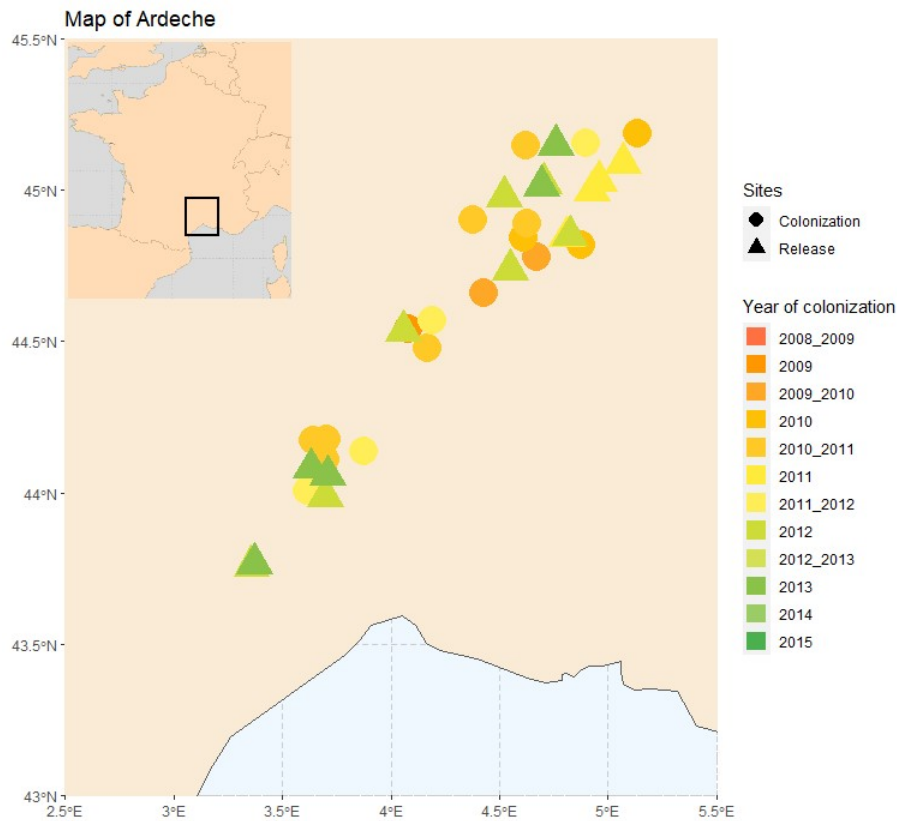 Map of Ardeche
45.5°N
45°N
44.5°N
44°N
43.5°N
43°N
2.5°E
3°E
3.5°E
4°E
4.5°E
5°E
5.5°E
Sites
Colonization
Release
Year of colonization
2008_2009
2009
2009_2010
2010
2010_2011
2011
2011_2012
2012
2012_2013
2013
2014
2015